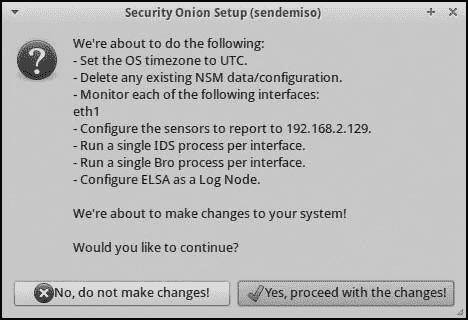 Security Onion Setup (sendemiso)
We're about to do the following:
- Set the OS timezone to UTC.
- Delete any existing NSM data/configuration.
- Monitor each of the following interfaces:
eth1
- Configure the sensors to report to 192.168.2.129.
- Run a single IDS process per interface.
- Run a single Bro process per interface.
- Configure ELSA as a Log Node.
We're about to make changes to your system!
Would you like to continue?
No, do not make changes!
Yes, proceed with the changes!